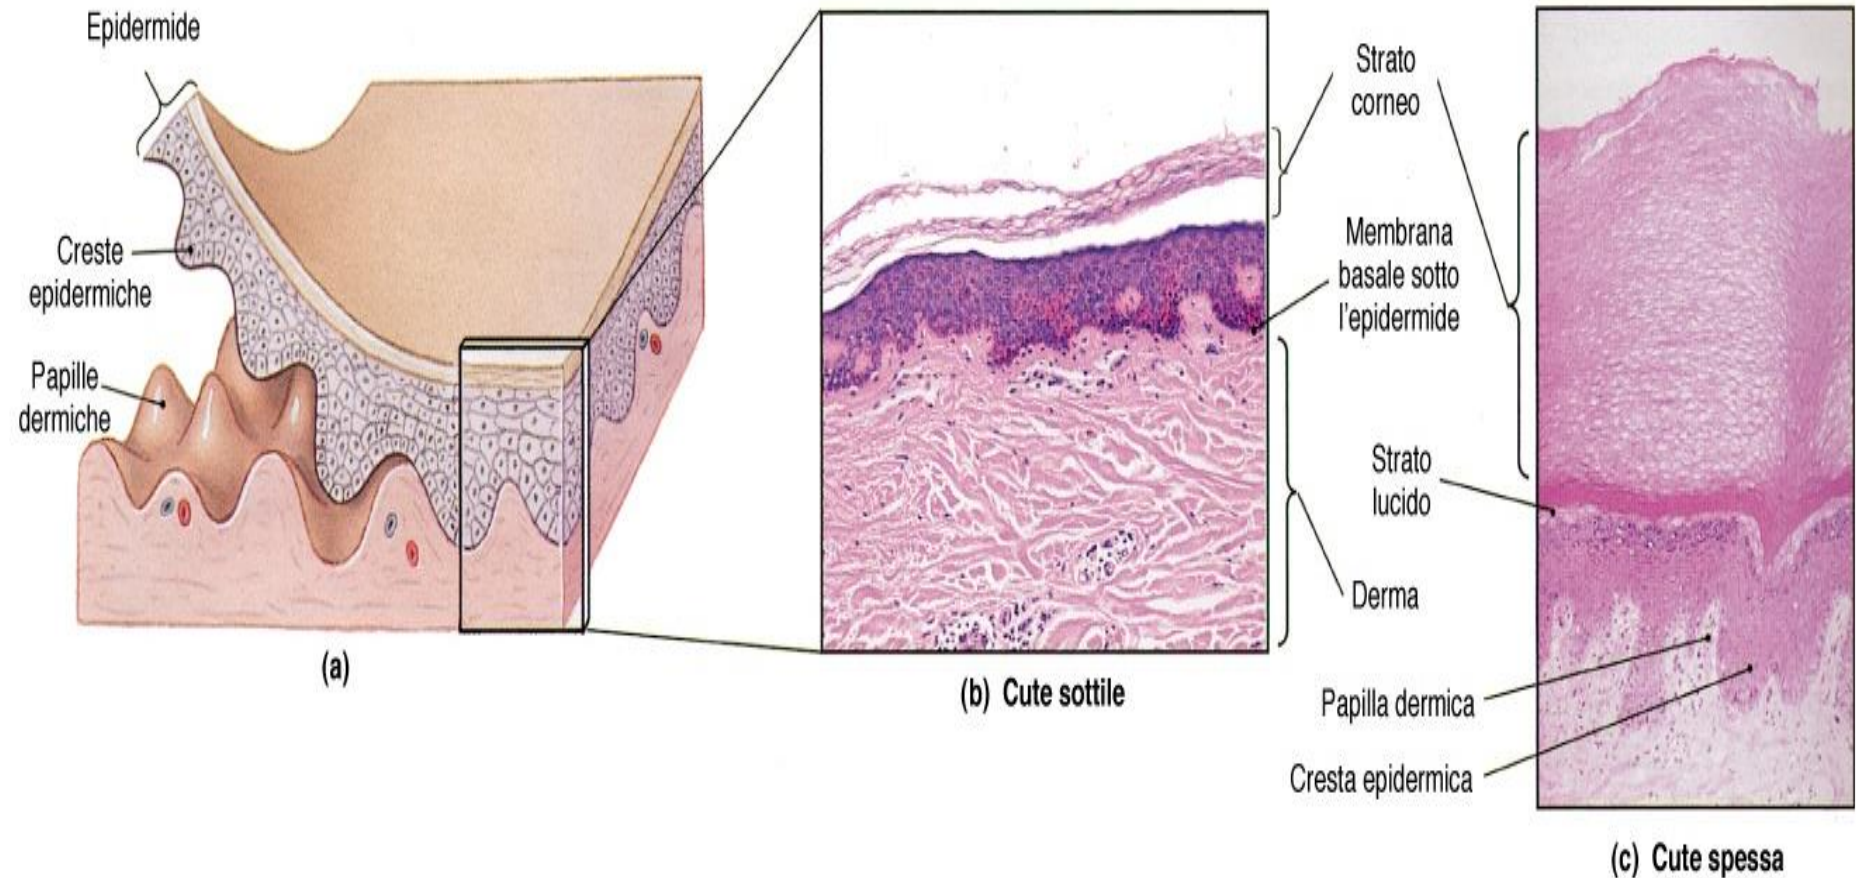 Epidermide
Creste
epidermiche
Papille
dermiche
(a)
(b) Cute sottile
Strato
corneo
Membrana
basale sotto
l'epidermide
Strato
lucido
Derma
Papilla dermica
Cresta epidermica
(c) Cute spessa